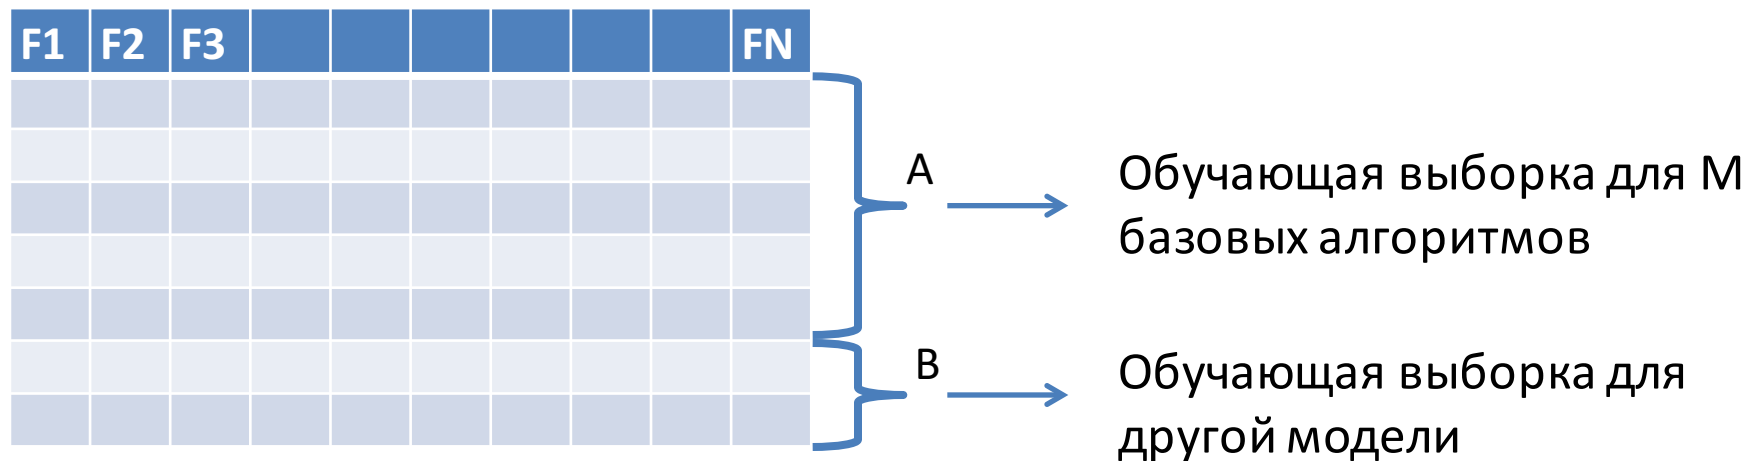 F1 F2 F3 FN
A
Обучающая выборка для M
базовых алгоритмов
B
Обучающая выборка для
другой модели